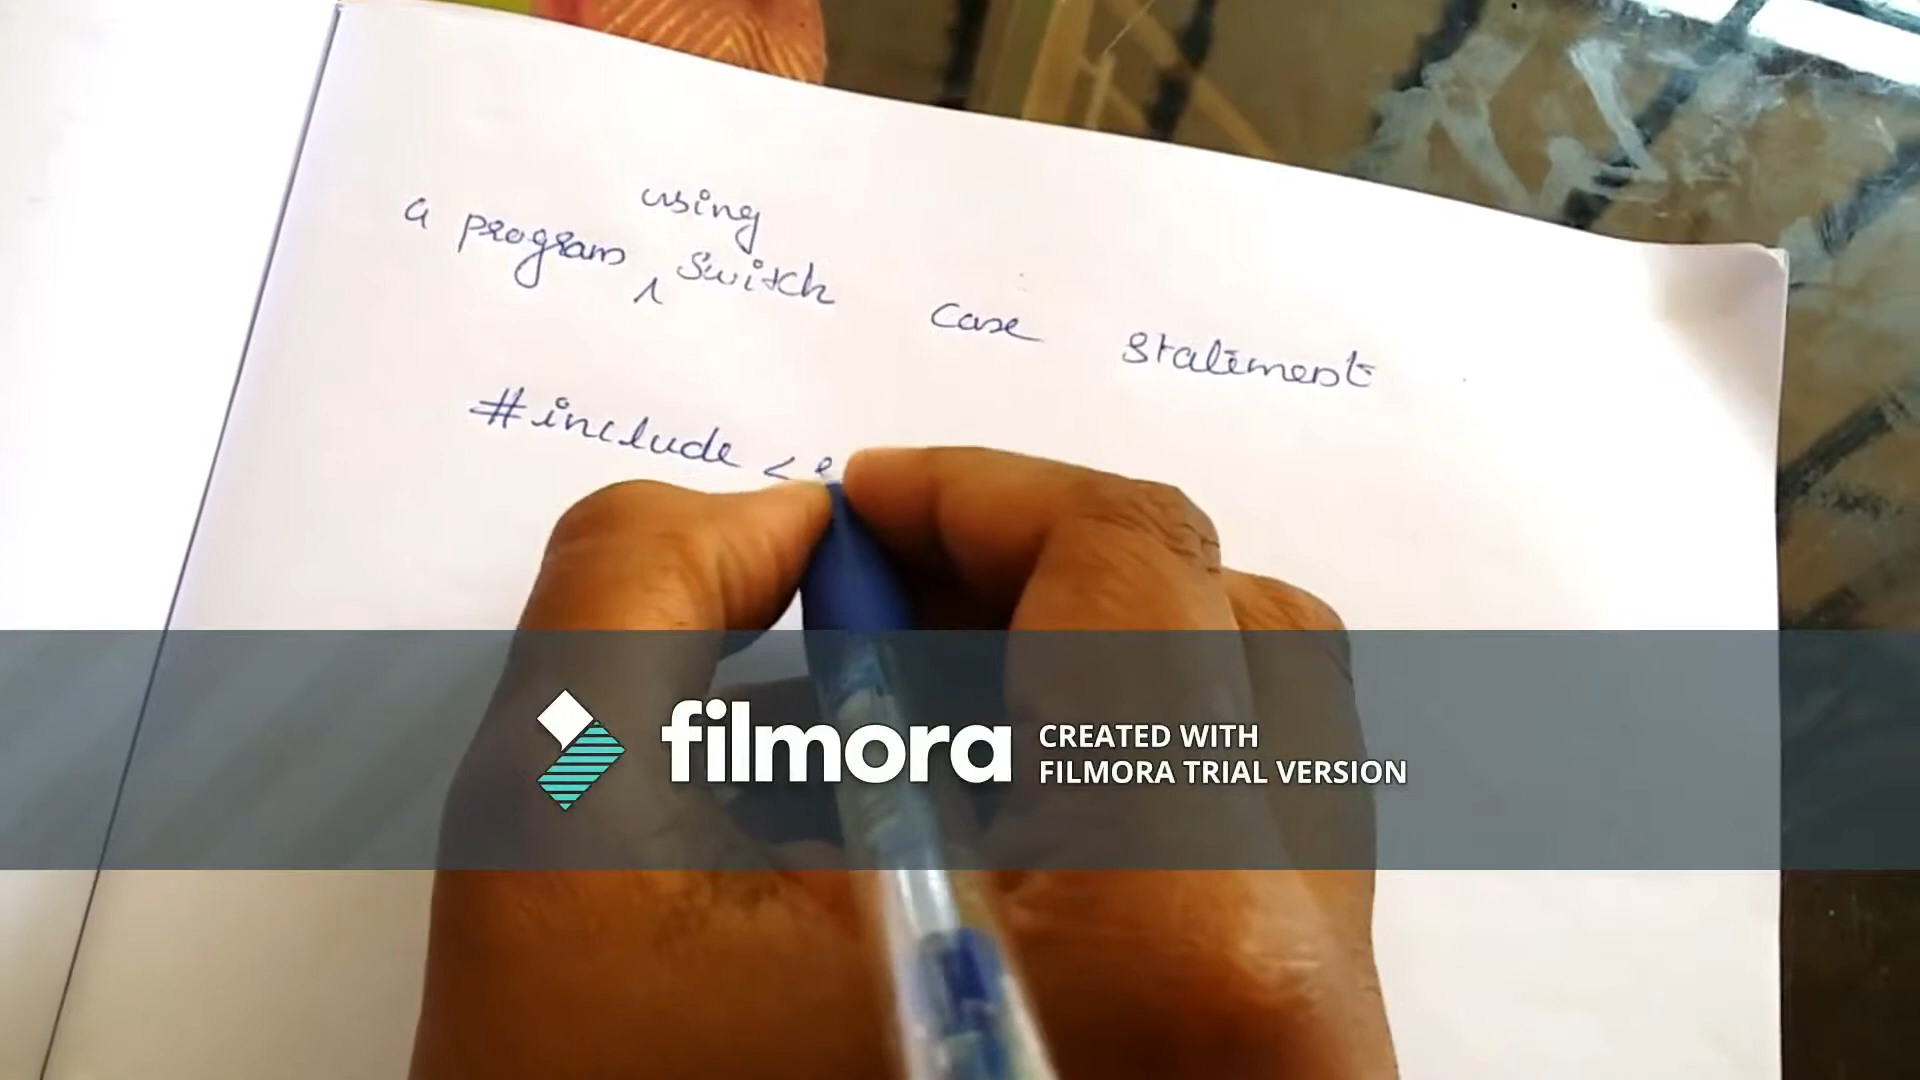 a program using switch case statement
#include <s
filmora
CREATED WITH
FILMORA TRIAL VERSION